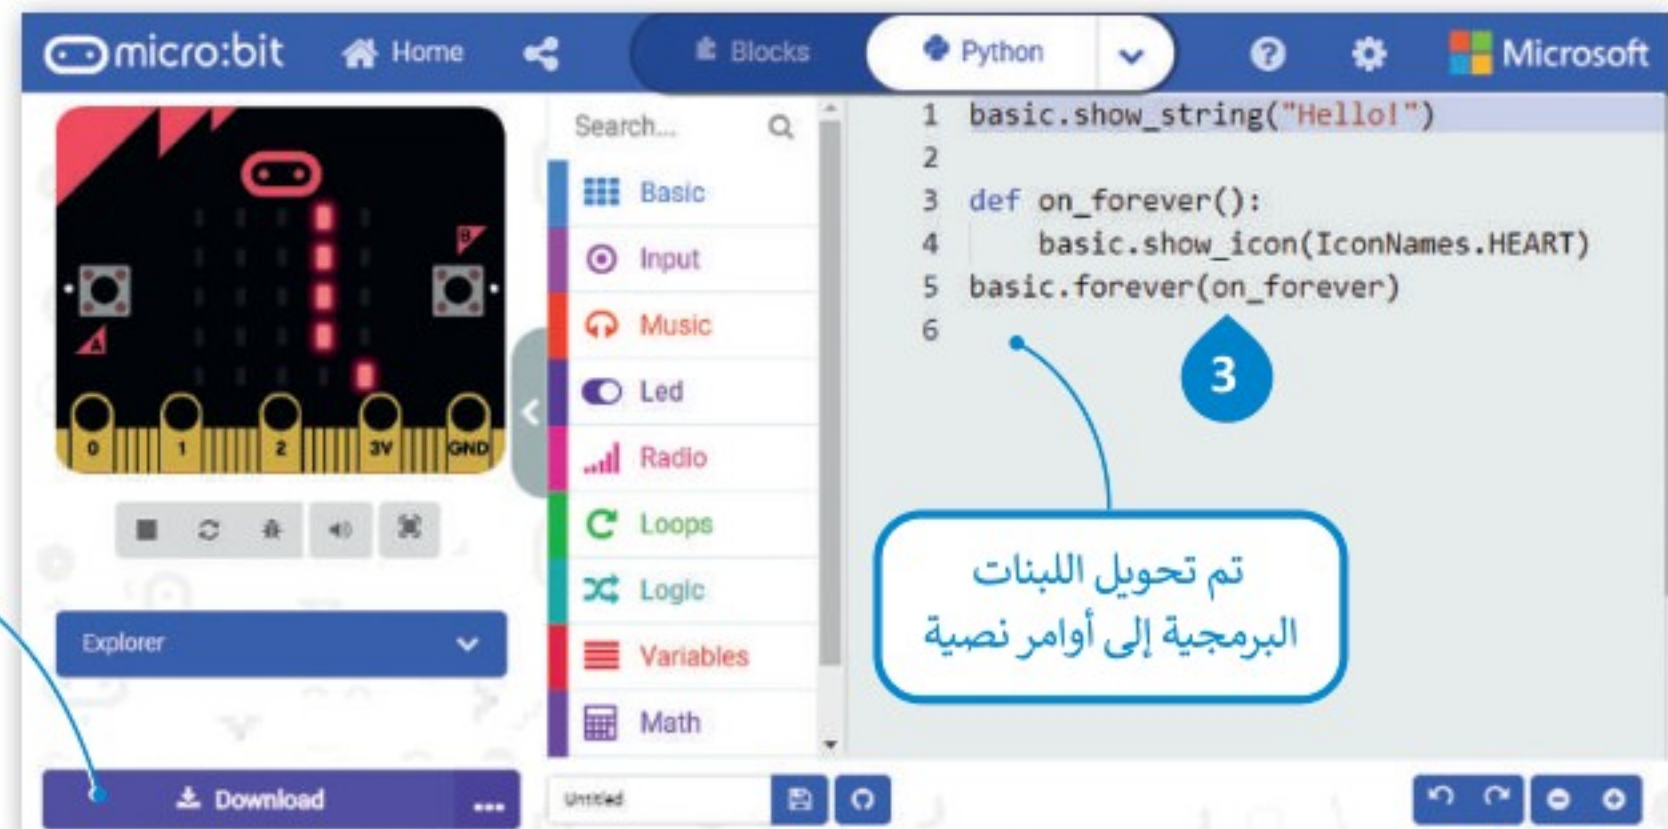 micro:bit Home Blocks Python Microsoft
B
A
0 1 2 3V GND
Explorer
Download ...
Search...
Basic
Input
Music
Led
Radio
Loops
Logic
Variables
Math
Untitled
1 basic.show_string("Hello!")
2
3 def on_forever():
4 basic.show_icon(IconNames.HEART)
5 basic.forever(on_forever)
6
3
تم تحويل اللبنات
البرمجية إلى أوامر نصية